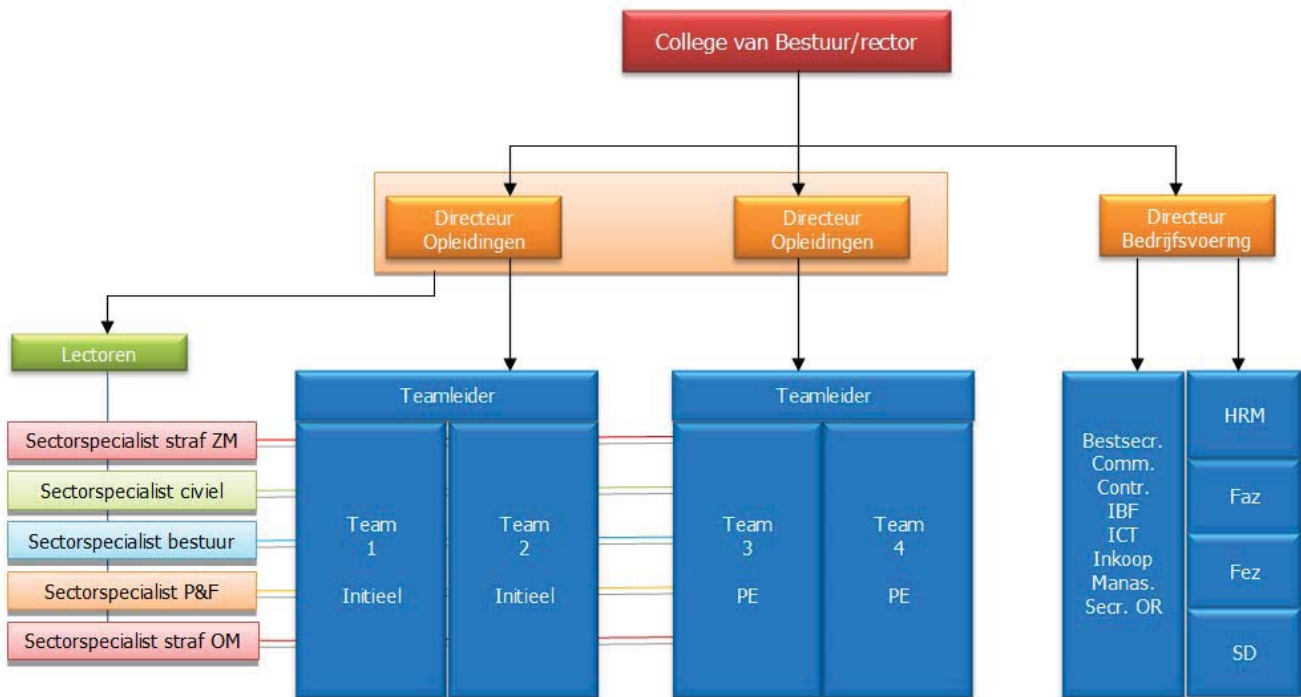 College van Bestuur/rector
Directeur
Opleidingen
Directeur
Opleidingen
Directeur
Bedrijfsvoering
Lectoren
Sectorspecialist straf ZM
Sectorspecialist civiel
Sectorspecialist bestuur
Sectorspecialist P&F
Sectorspecialist straf OM
Teamleider
Team
1
Initieel
Team
2
Initieel
Teamleider
Team
3
PE
Team
4
PE
Bestsecr.
Comm.
Contr.
IBF
ICT
Inkoop
Manas.
Secr. OR
HRM
Faz
Fez
SD